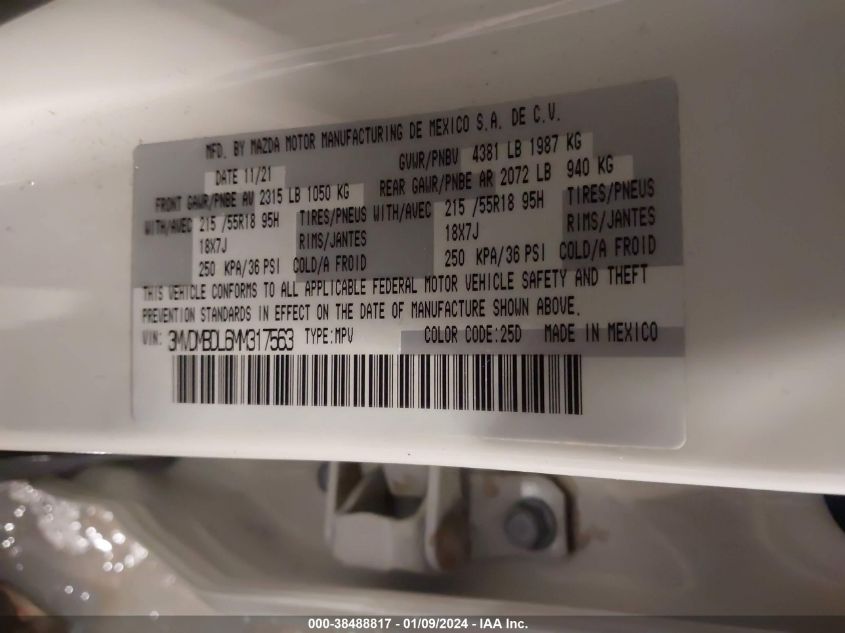 MFD. BY MAZDA MOTOR MANUFACTURING DE MEXICO S.A. DE C.V.
DATE 11/21 GVWR/PNBV 4381 LB 1987 KG
FRONT GAWR/PNBE AV 2315 LB 1050 KG REAR GAWR/PNBE AR 2072 LB 940 KG
WITH/AVEC 215 /55R18 95H TIRES/PNEUS WITH/AVEC 215 /55R18 95H TIRES/PNEUS
18X7J RIMS/JANTES 18X7J RIMS/JANTES
250 KPA/36 PSI COLD/A FROID 250 KPA/36 PSI COLD/A FROID
THIS VEHICLE CONFORMS TO ALL APPLICABLE FEDERAL MOTOR VEHICLE SAFETY AND THEFT
PREVENTION STANDARDS IN EFFECT ON THE DATE OF MANUFACTURE SHOWN ABOVE.
VIN: 3MVDMBDL6MM317563 TYPE:MPV COLOR CODE:25D MADE IN MEXICO
000-38488817 - 01/09/2024 - IAA Inc.